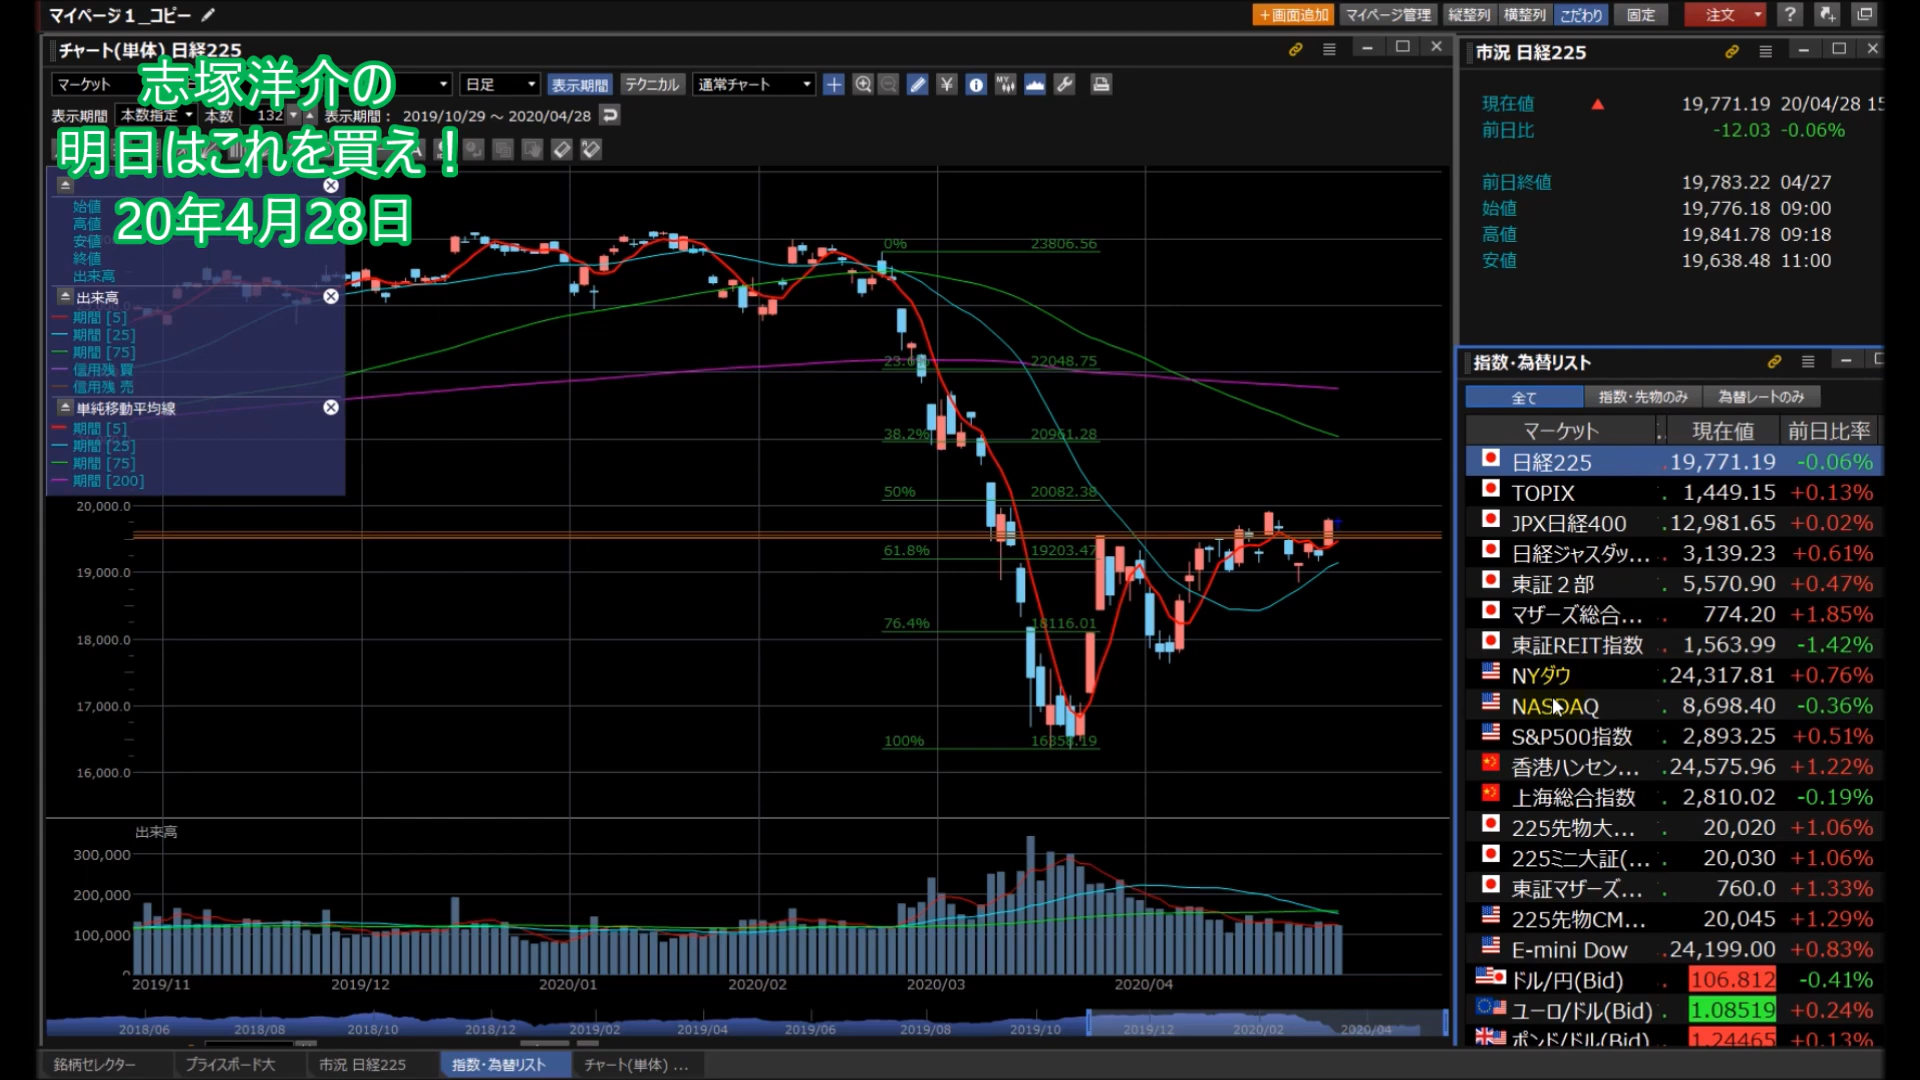 マイページ１_コピー
＋画面追加 マイページ管理 縦整列 横整列 こだわり 固定 注文 ?
チャート(単体) 日経225
マーケット 日足 表示期間 テクニカル 通常チャート ¥ MY
表示期間 本数指定 本数 132 表示期間： 2019/10/29 ～ 2020/04/28
志塚洋介の
明日はこれを買え！
20年4月28日
始値
高値
安値
終値
出来高
出来高
期間 [5]
期間 [25]
期間 [75]
信用残 買
信用残 売
単純移動平均線
期間 [5]
期間 [25]
期間 [75]
期間 [200]
0% 23806.56
23.6% 22048.75
38.2% 20961.28
50% 20082.38
61.8% 19203.47
76.4% 18116.01
100% 16358.19
20,000.0
19,000.0
18,000.0
17,000.0
16,000.0
出来高
300,000
200,000
100,000
0
2019/11 2019/12 2020/01 2020/02 2020/03 2020/04
2018/06 2018/08 2018/10 2018/12 2019/02 2019/04 2019/06 2019/08 2019/10 2019/12 2020/02 2020/04
銘柄セレクター プライスボード大 市況 日経225 指数･為替リスト チャート(単体) ...
市況 日経225
現在値 ▲ 19,771.19 20/04/28 15
前日比 -12.03 -0.06%
前日終値 19,783.22 04/27
始値 19,776.18 09:00
高値 19,841.78 09:18
安値 19,638.48 11:00
指数･為替リスト
全て 指数･先物のみ 為替レートのみ
マーケット 現在値 前日比率
日経225 19,771.19 -0.06%
TOPIX 1,449.15 +0.13%
JPX日経400 12,981.65 +0.02%
日経ジャスダッ... 3,139.23 +0.61%
東証２部 5,570.90 +0.47%
マザーズ総合... 774.20 +1.85%
東証REIT指数 1,563.99 -1.42%
NYダウ 24,317.81 +0.76%
NASDAQ 8,698.40 -0.36%
S&P500指数 2,893.25 +0.51%
香港ハンセン... 24,575.96 +1.22%
上海総合指数 2,810.02 -0.19%
225先物大... 20,020 +1.06%
225ミニ大証(... 20,030 +1.06%
東証マザーズ... 760.0 +1.33%
225先物CM... 20,045 +1.29%
E-mini Dow 24,199.00 +0.83%
ドル/円(Bid) 106.812 -0.41%
ユーロ/ドル(Bid) 1.08519 +0.24%
ポンド/ドル(Bid) 1.24465 +0.13%